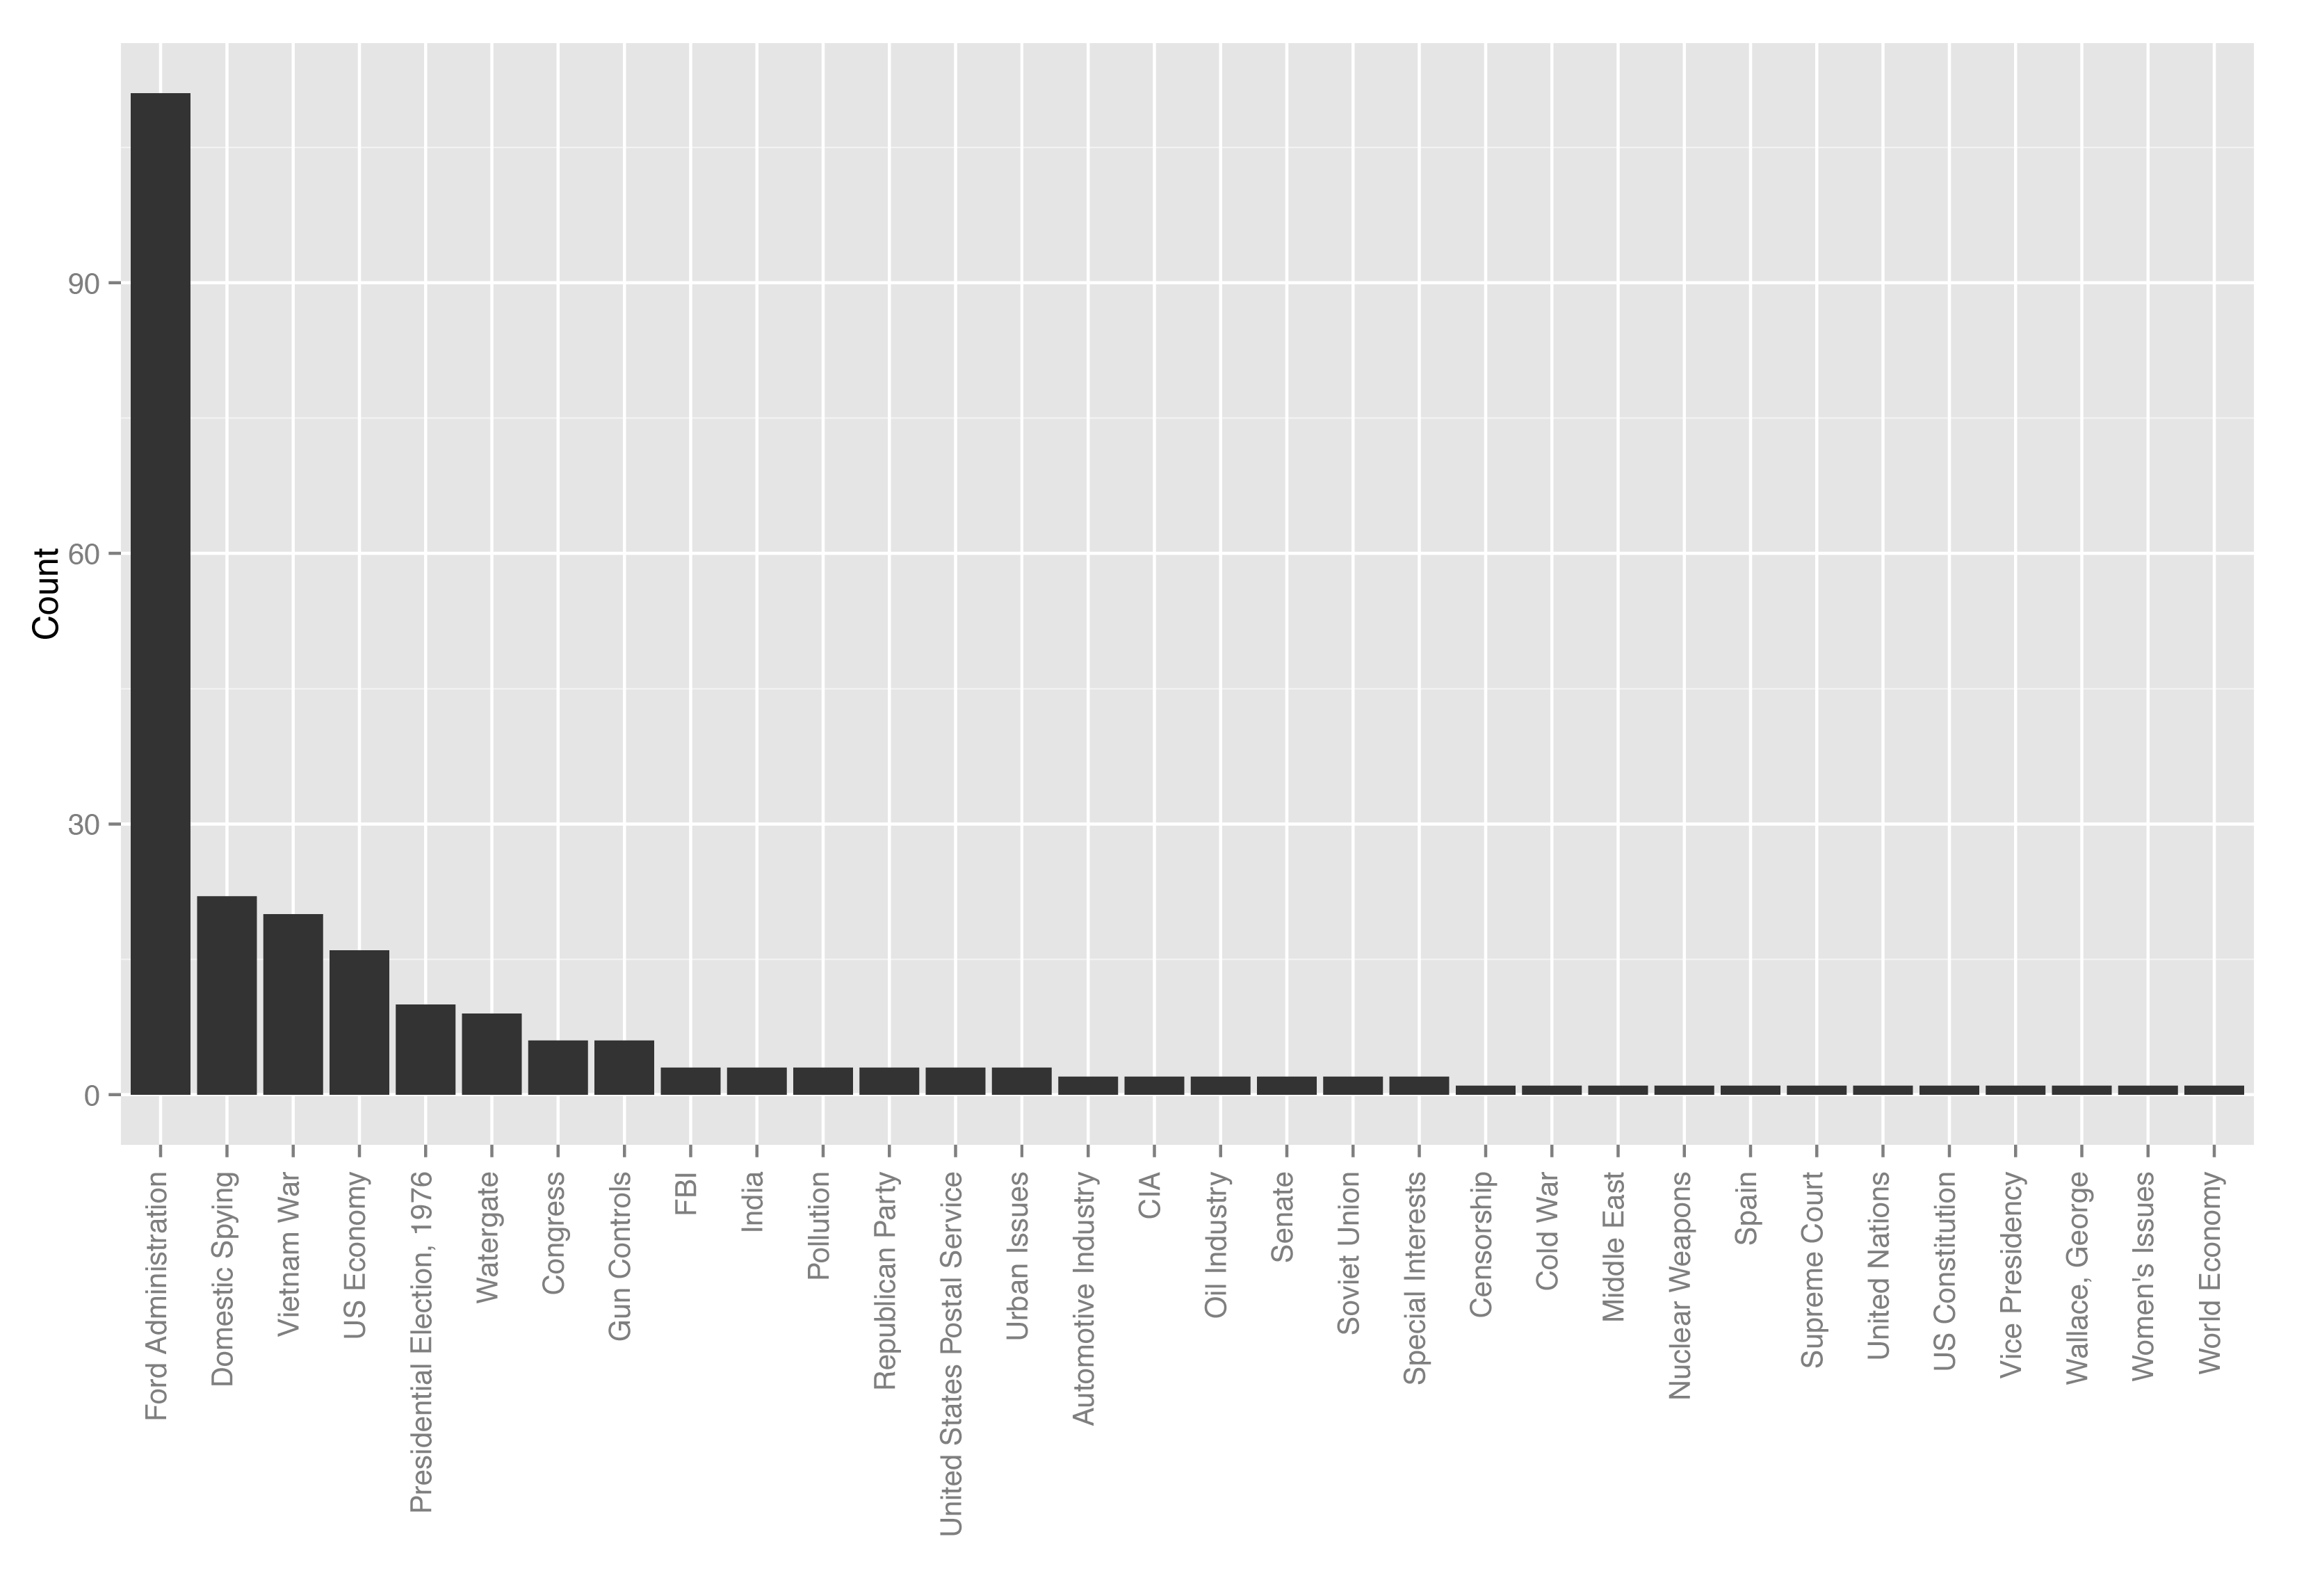 Count
90
60
30
0
Ford Administration
Domestic Spying
Vietnam War
US Economy
Presidential Election, 1976
Watergate
Congress
Gun Controls
FBI
India
Pollution
Republican Party
United States Postal Service
Urban Issues
Automotive Industry
CIA
Oil Industry
Senate
Soviet Union
Special Interests
Censorship
Cold War
Middle East
Nuclear Weapons
Spain
Supreme Court
United Nations
US Constitution
Vice Presidency
Wallace, George
Women's Issues
World Economy